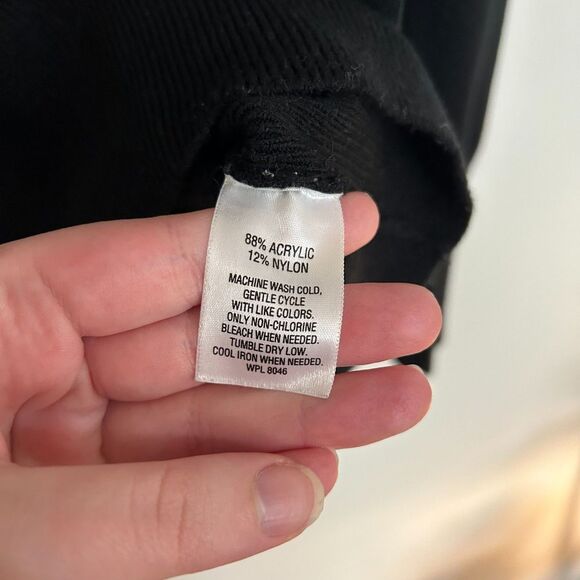 88% ACRYLIC
12% NYLON
MACHINE WASH COLD,
GENTLE CYCLE
WITH LIKE COLORS.
ONLY NON-CHLORINE
BLEACH WHEN NEEDED.
TUMBLE DRY LOW.
COOL IRON WHEN NEEDED.
WPL 8046